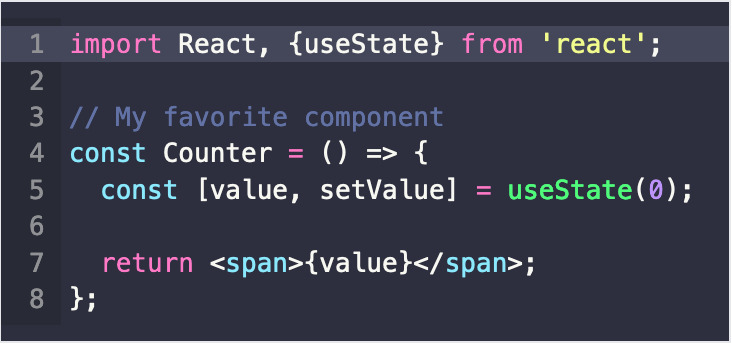 1 import React, {useState} from 'react';
2
3 // My favorite component
4 const Counter = () => {
5   const [value, setValue] = useState(0);
6
7   return <span>{value}</span>;
8 };